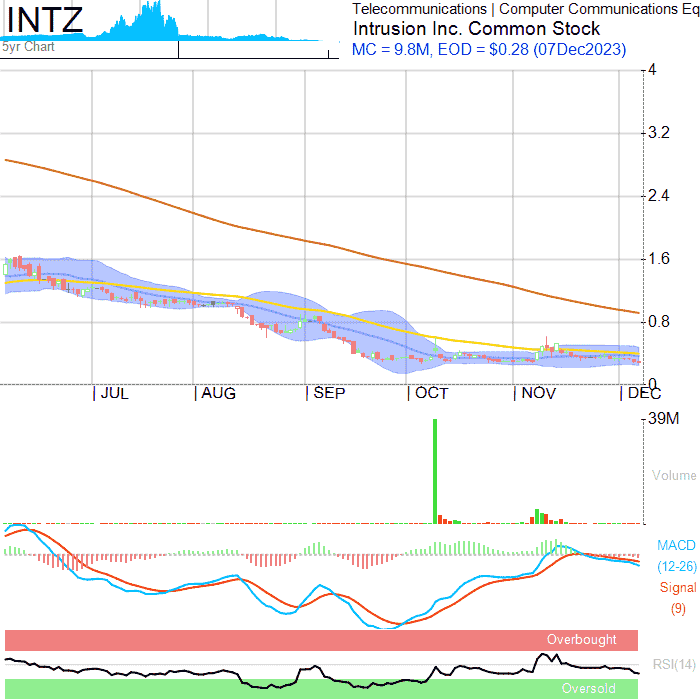 INTZ
5yr Chart
Telecommunications | Computer Communications Eq
Intrusion Inc. Common Stock
MC = 9.8M, EOD = $0.28 (07Dec2023)
4
3.2
2.4
1.6
0.8
0
JUL
AUG
SEP
OCT
NOV
DEC
39M
Volume
MACD
(12-26)
Signal
(9)
Overbought
RSI(14)
Oversold